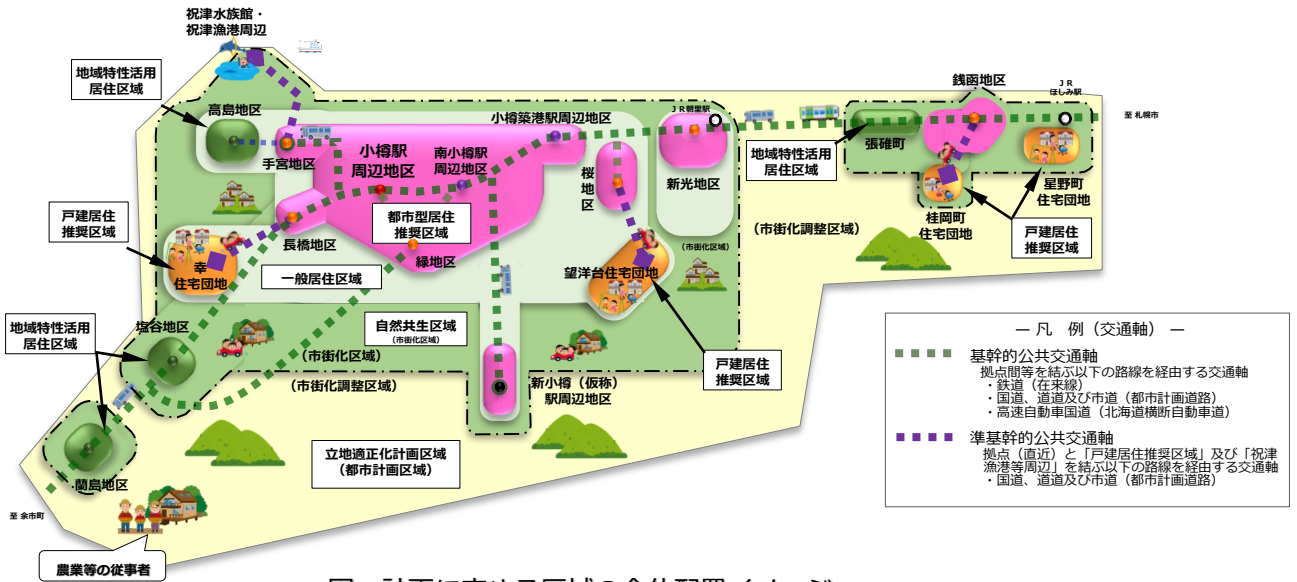 祝津水族館・
祝津漁港周辺
地域特性活用
居住区域
高島地区
手宮地区
小樽駅
周辺地区
南小樽駅
周辺地区
小樽築港駅周辺地区
JR朝里駅
桜地区
新光地区
銭函地区
JR
ほしみ駅
至 札幌市
地域特性活用
居住区域
張碓町
星野町
住宅団地
桂岡町
住宅団地
戸建居住
推奨区域
戸建居住
推奨区域
幸
住宅団地
長橋地区
都市型居住
推奨区域
緑地区
一般居住区域
望洋台住宅団地
(市街化区域)
(市街化調整区域)
地域特性活用
居住区域
塩谷地区
自然共生区域
(市街化区域)
(市街化区域)
(市街化調整区域)
新小樽(仮称)
駅周辺地区
戸建居住
推奨区域
立地適正化計画区域
(都市計画区域)
蘭島地区
至 余市町
農業等の従事者
― 凡 例(交通軸) ―
基幹的公共交通軸
拠点間等を結ぶ以下の路線を経由する交通軸
・鉄道(在来線)
・国道、道道及び市道(都市計画道路)
・高速自動車国道(北海道横断自動車道)
準基幹的公共交通軸
拠点(直近)と「戸建居住推奨区域」及び「祝津
漁港等周辺」を結ぶ以下の路線を経由する交通軸
・国道、道道及び市道(都市計画道路)